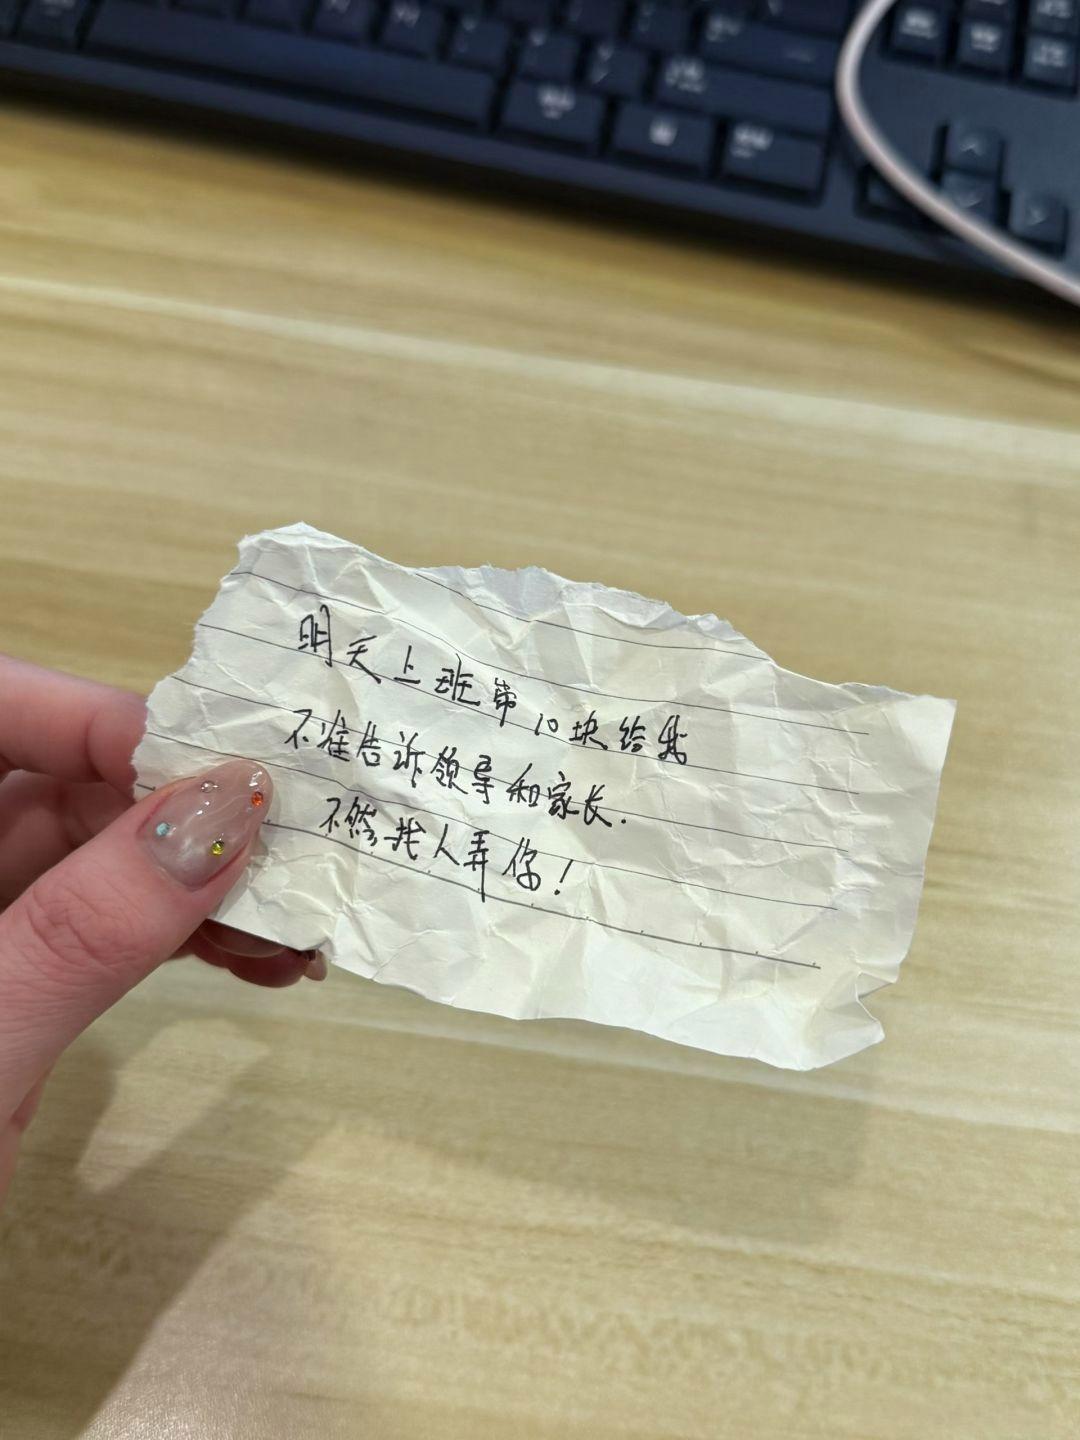 明天上班带10块给我
不准告诉领导和家长.
不然找人弄你!